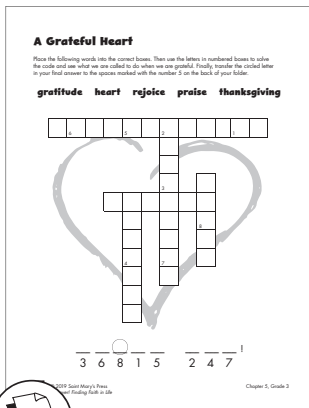 A Grateful Heart
Place the following words into the correct boxes. Then use the letters in numbered boxes to solve
the code and see what we are called to do when we are grateful. Finally, transfer the circled letter
in your final answer to the spaces marked with the number 5 on the back of your folder.
gratitude heart rejoice praise thanksgiving
6 5 2 1
3
8
4 7
!
3 6 8 1 5 2 4 7
2019 Saint Mary's Press
Finding Faith in Life
Chapter 5, Grade 3